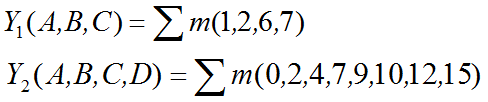 Y₁(A,B,C) = ∑ m(1,2,6,7)
Y₂(A,B,C,D) = ∑ m(0,2,4,7,9,10,12,15)